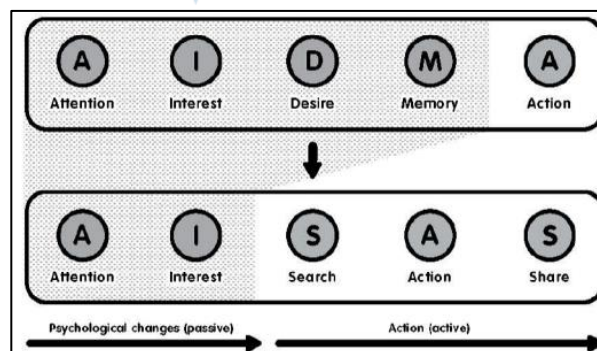 A I D M A
Attention Interest Desire Memory Action
A I S A S
Attention Interest Search Action Share
Psychological changes (passive) Action (active)